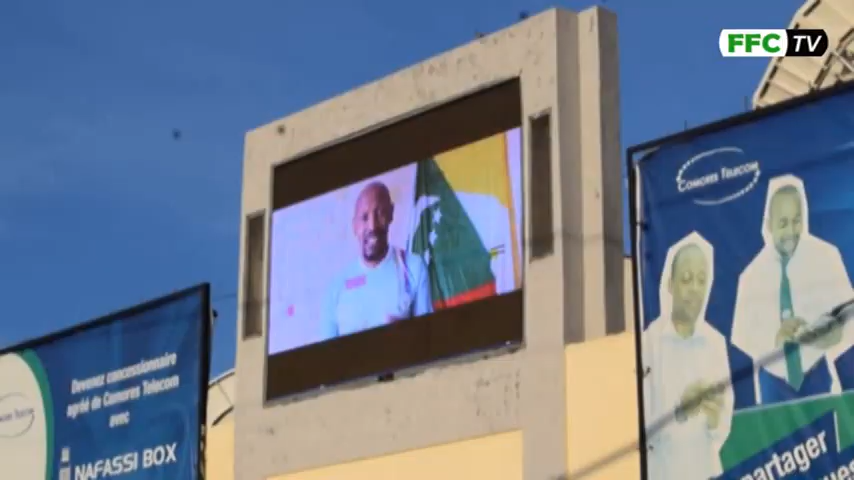 FFC TV
COMORES TELECOM
Devenez concessionnaire
agréé de Comores Telecom
avec
NAFASSI BOX
partager